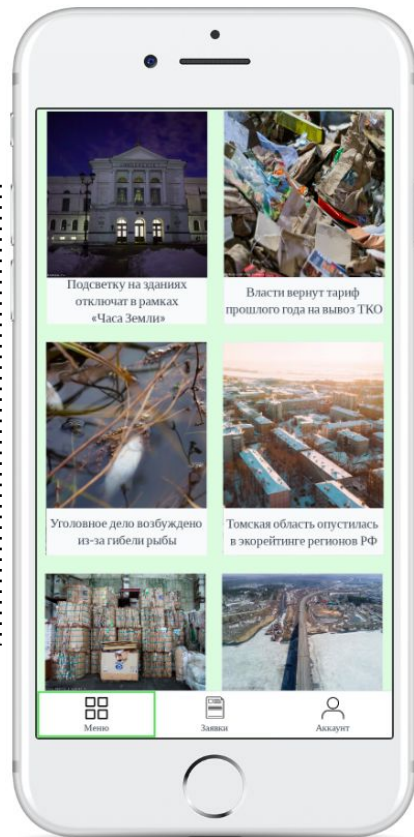 Подсветку на зданиях
отключат в рамках
«Часа Земли»
Власти вернут тариф
прошлого года на вывоз ТКО
Уголовное дело возбуждено
из-за гибели рыбы
Томская область опустилась
в экорейтинге регионов РФ
Меню
Заявки
Аккаунт